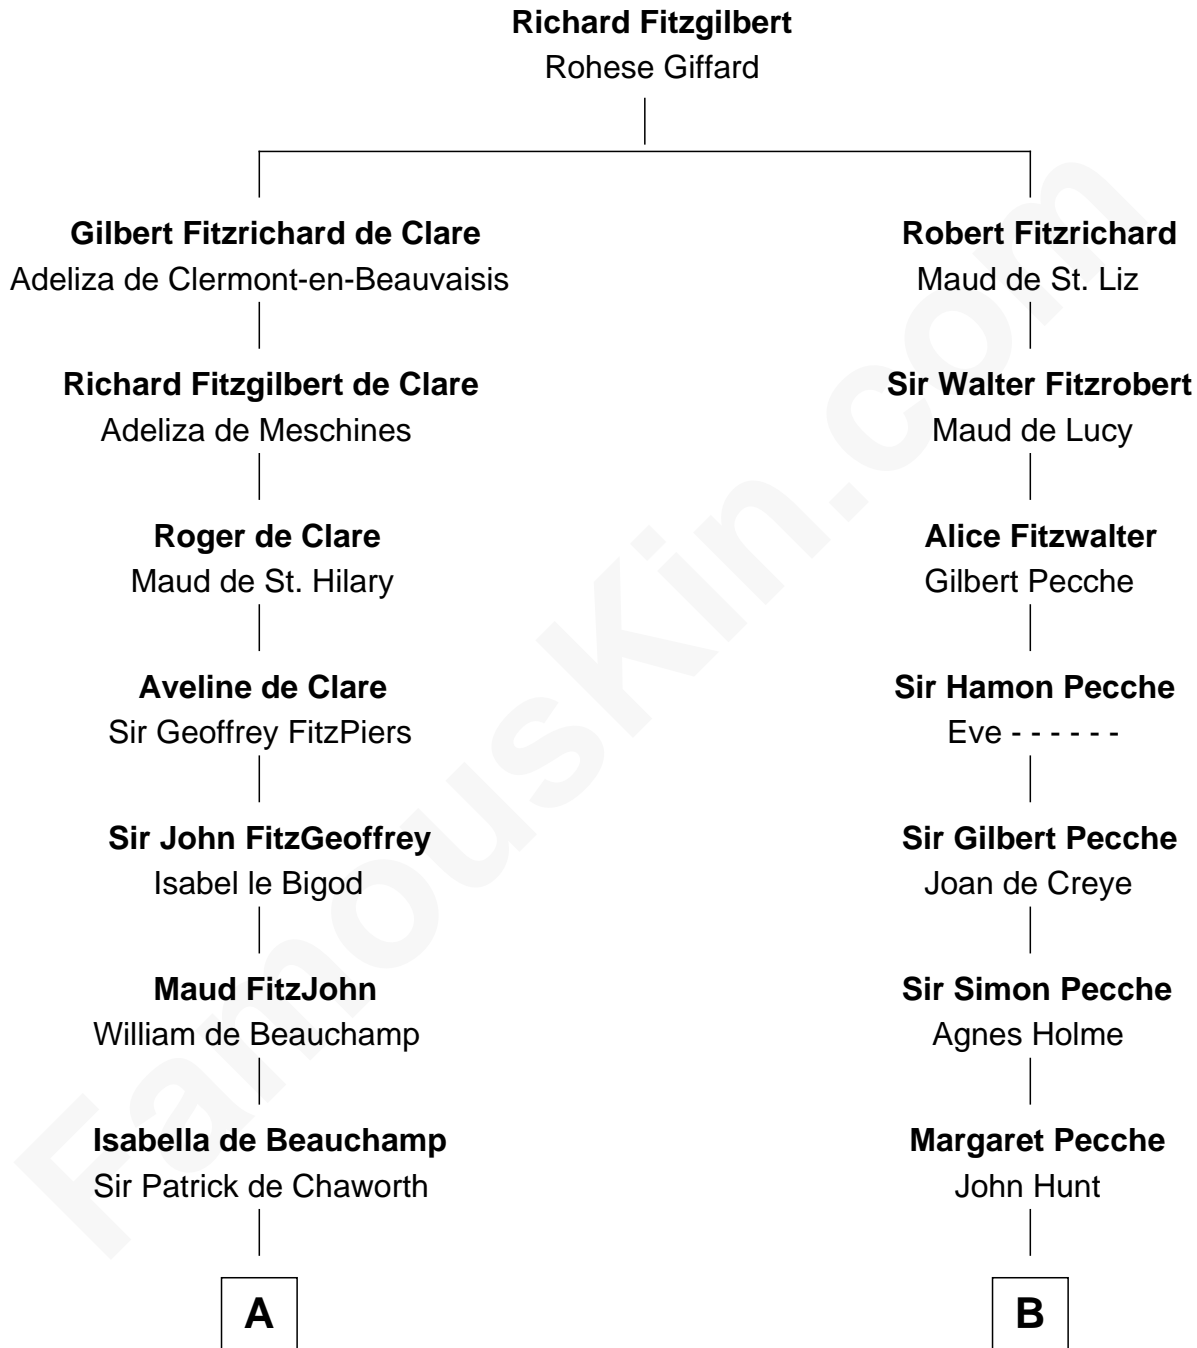 Richard Fitzgilbert
Rohese Giffard
Gilbert Fitzrichard de Clare
Adeliza de Clermont-en-Beauvaisis
Richard Fitzgilbert de Clare
Adeliza de Meschines
Roger de Clare
Maud de St. Hilary
Aveline de Clare
Sir Geoffrey FitzPiers
Sir John FitzGeoffrey
Isabel le Bigod
Maud FitzJohn
William de Beauchamp
Isabella de Beauchamp
Sir Patrick de Chaworth
A
Robert Fitzrichard
Maud de St. Liz
Sir Walter Fitzrobert
Maud de Lucy
Alice Fitzwalter
Gilbert Pecche
Sir Hamon Pecche
Eve - - - - - -
Sir Gilbert Pecche
Joan de Creye
Sir Simon Pecche
Agnes Holme
Margaret Pecche
John Hunt
B
FamousKin.com